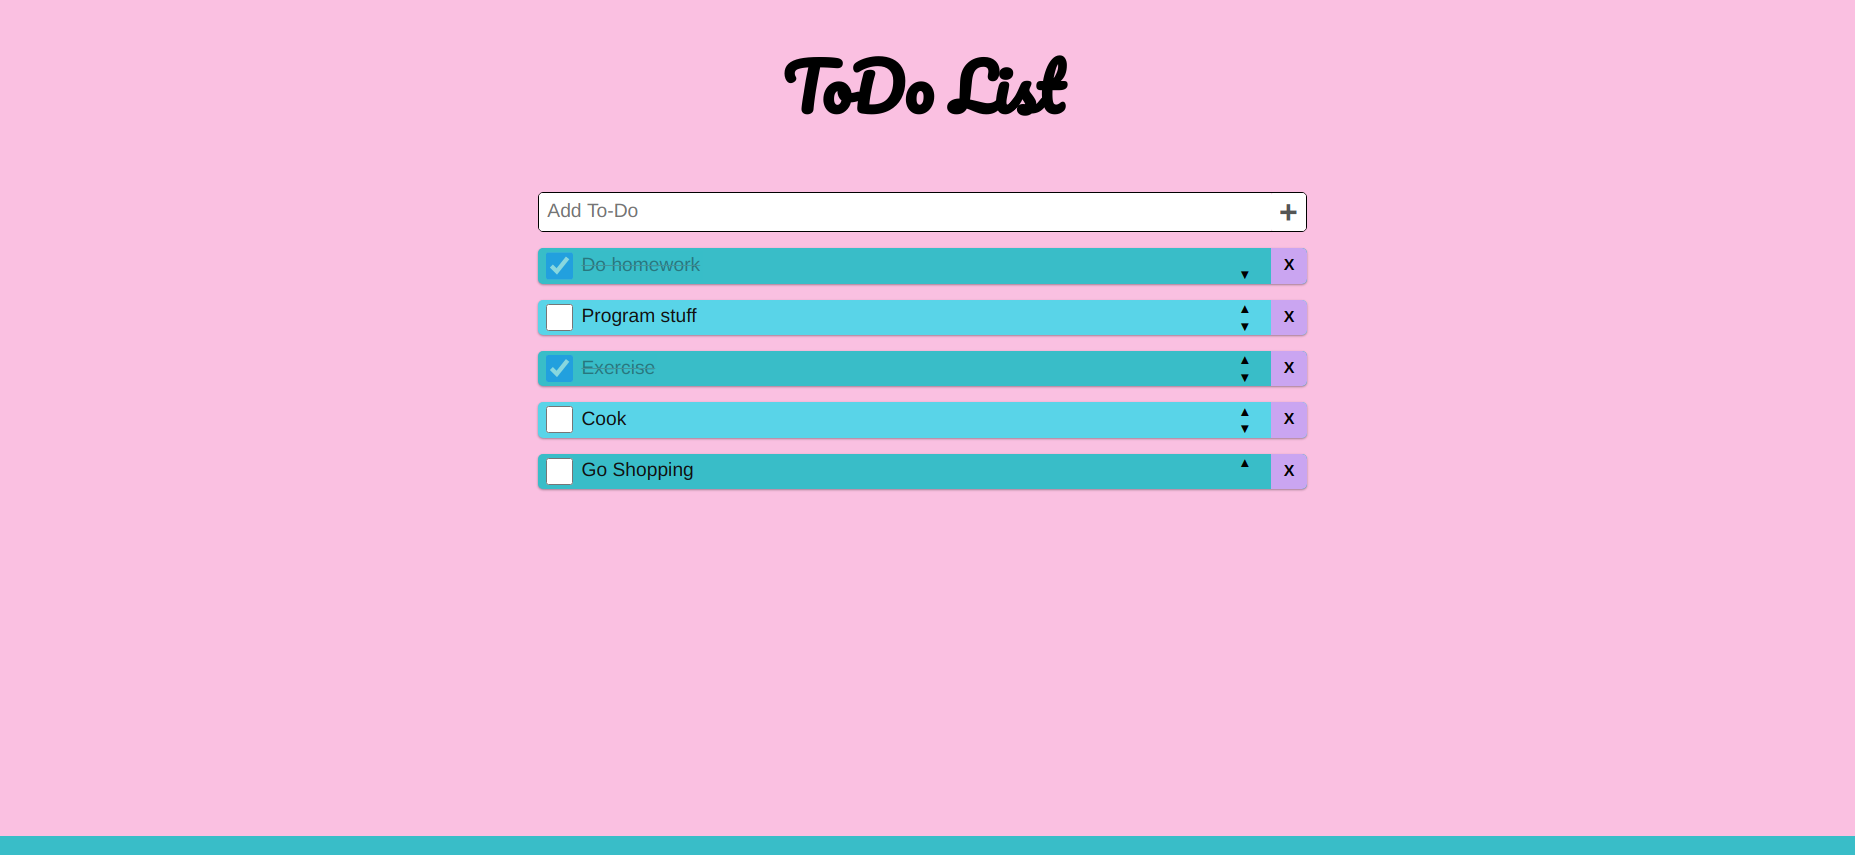 ToDo List
Add To-Do +
Do homework ▼ X
Program stuff ▲ ▼ X
Exercise ▲ ▼ X
Cook ▲ ▼ X
Go Shopping ▲ X